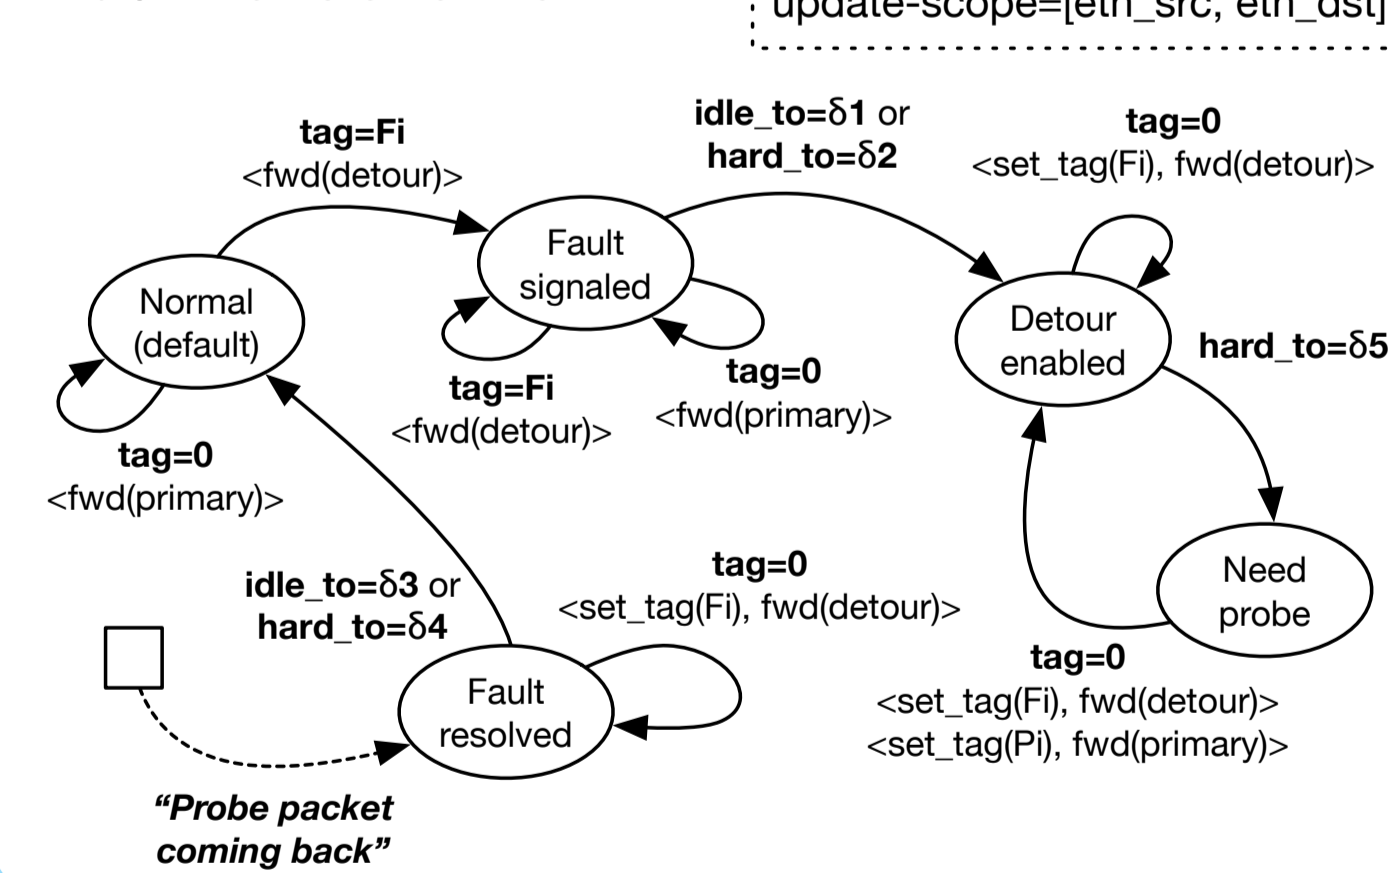 update-scope=[eth_src, eth_dst]
tag=Fi
<fwd(detour)>
idle_to=δ1 or
hard_to=δ2
tag=0
<set_tag(Fi), fwd(detour)>
Fault
signaled
Normal
(default)
Detour
enabled
hard_to=δ5
tag=Fi
<fwd(detour)>
tag=0
<fwd(primary)>
tag=0
<fwd(primary)>
Need
probe
idle_to=δ3 or
hard_to=δ4
tag=0
<set_tag(Fi), fwd(detour)>
Fault
resolved
tag=0
<set_tag(Fi), fwd(detour)>
<set_tag(Pi), fwd(primary)>
“Probe packet
coming back”